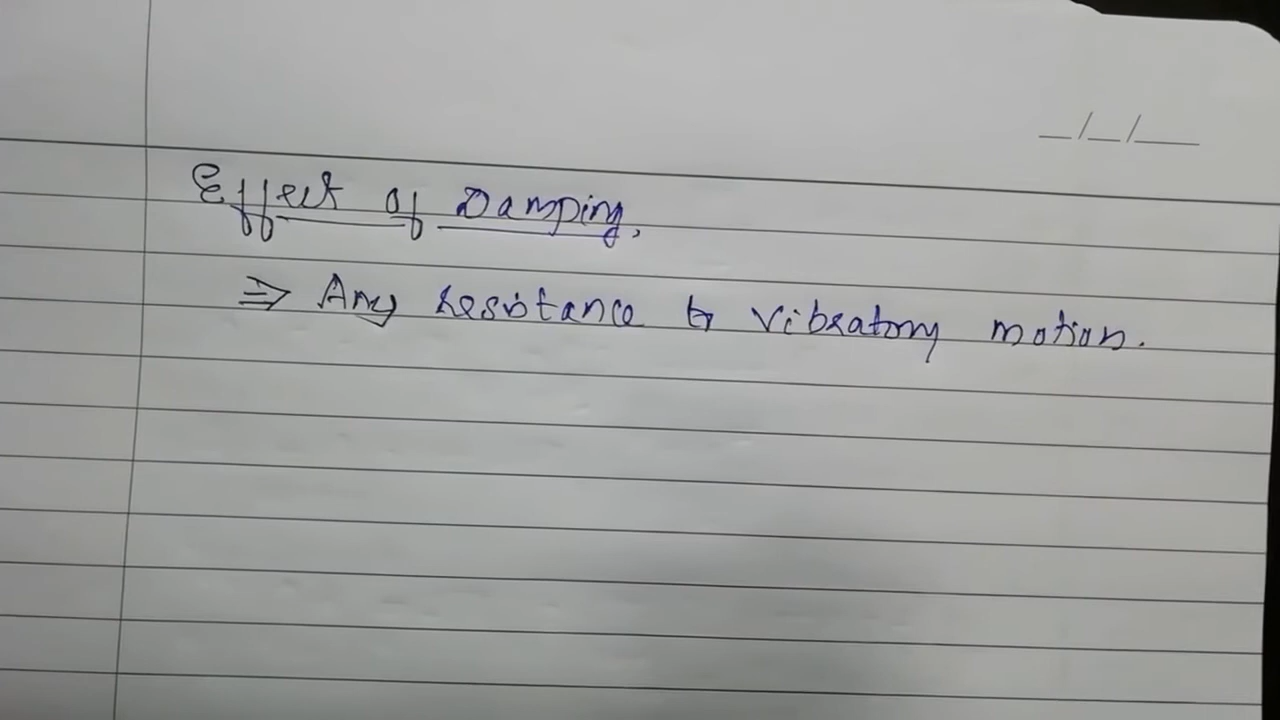 Effect of Damping,
⇒ Any resistance to vibratory motion.